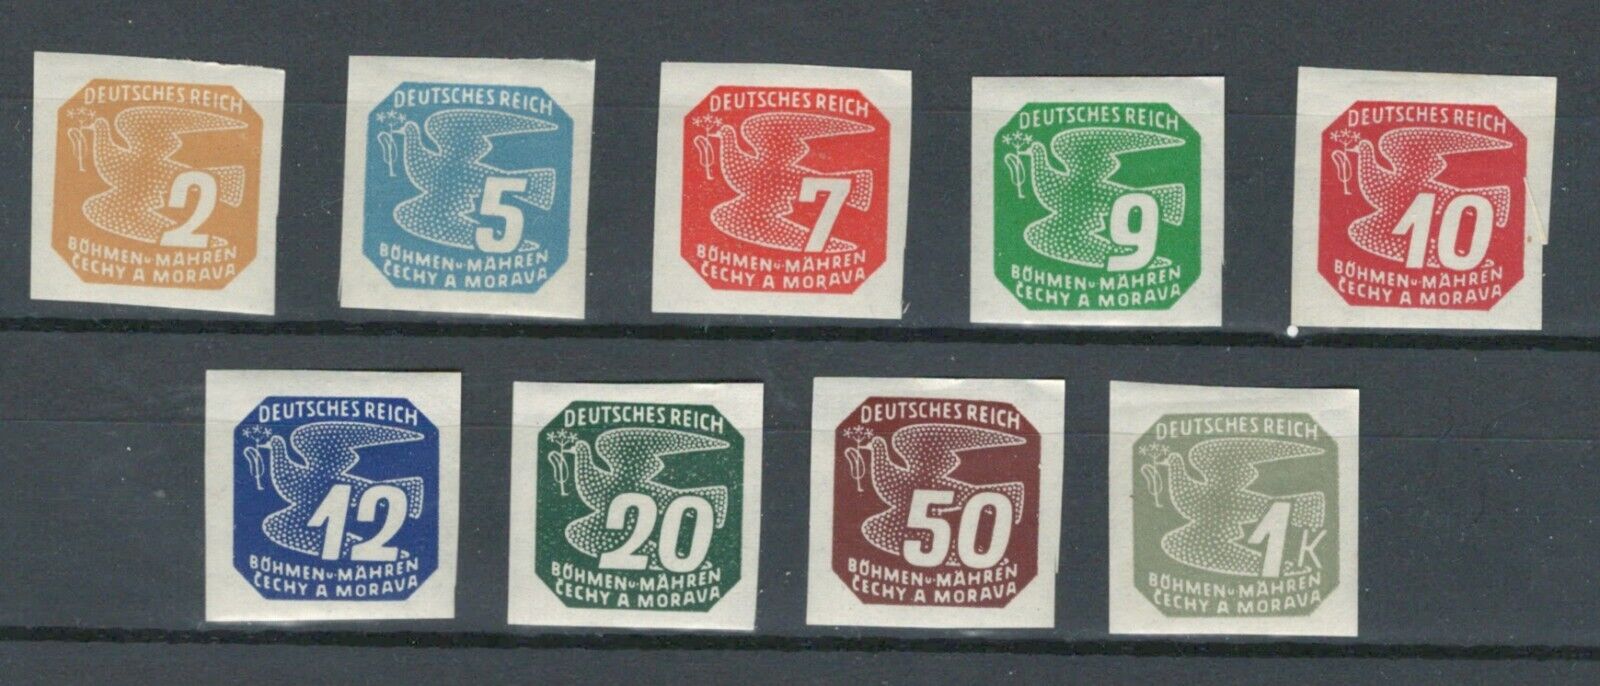 DEUTSCHES REICH
2
BÖHMEN u. MÄHREN
ČECHY A MORAVA
DEUTSCHES REICH
5
BÖHMEN u. MÄHREN
ČECHY A MORAVA
DEUTSCHES REICH
7
BÖHMEN u. MÄHREN
ČECHY A MORAVA
DEUTSCHES REICH
9
BÖHMEN u. MÄHREN
ČECHY A MORAVA
DEUTSCHES REICH
10
BÖHMEN u. MÄHREN
ČECHY A MORAVA
DEUTSCHES REICH
12
BÖHMEN u. MÄHREN
ČECHY A MORAVA
DEUTSCHES REICH
20
BÖHMEN u. MÄHREN
ČECHY A MORAVA
DEUTSCHES REICH
50
BÖHMEN u. MÄHREN
ČECHY A MORAVA
DEUTSCHES REICH
1 K
BÖHMEN u. MÄHREN
ČECHY A MORAVA